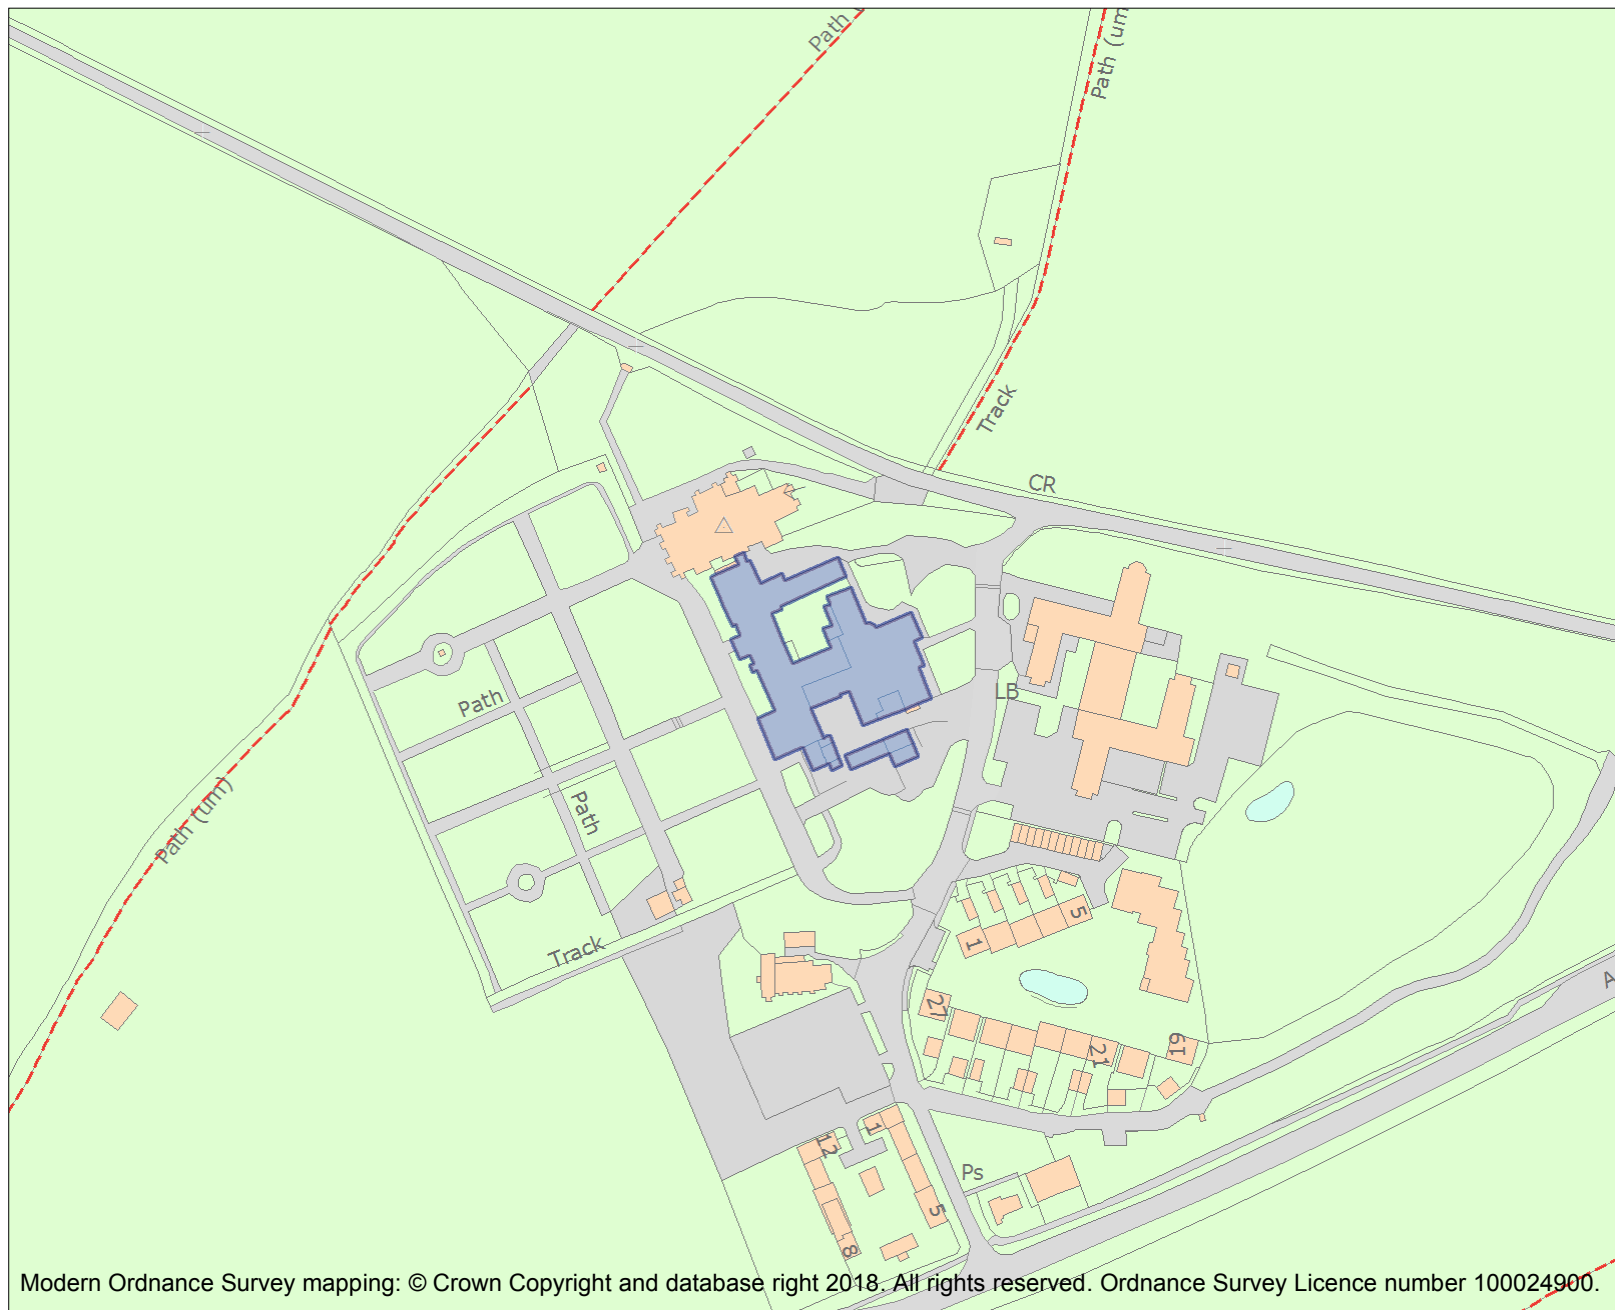 Path
Path (um
Track
CR
LB
Path
Path
Path (um)
Track
5
1
27
21
19
1
12
5
8
Ps
A
Modern Ordnance Survey mapping: © Crown Copyright and database right 2018. All rights reserved. Ordnance Survey Licence number 100024900.